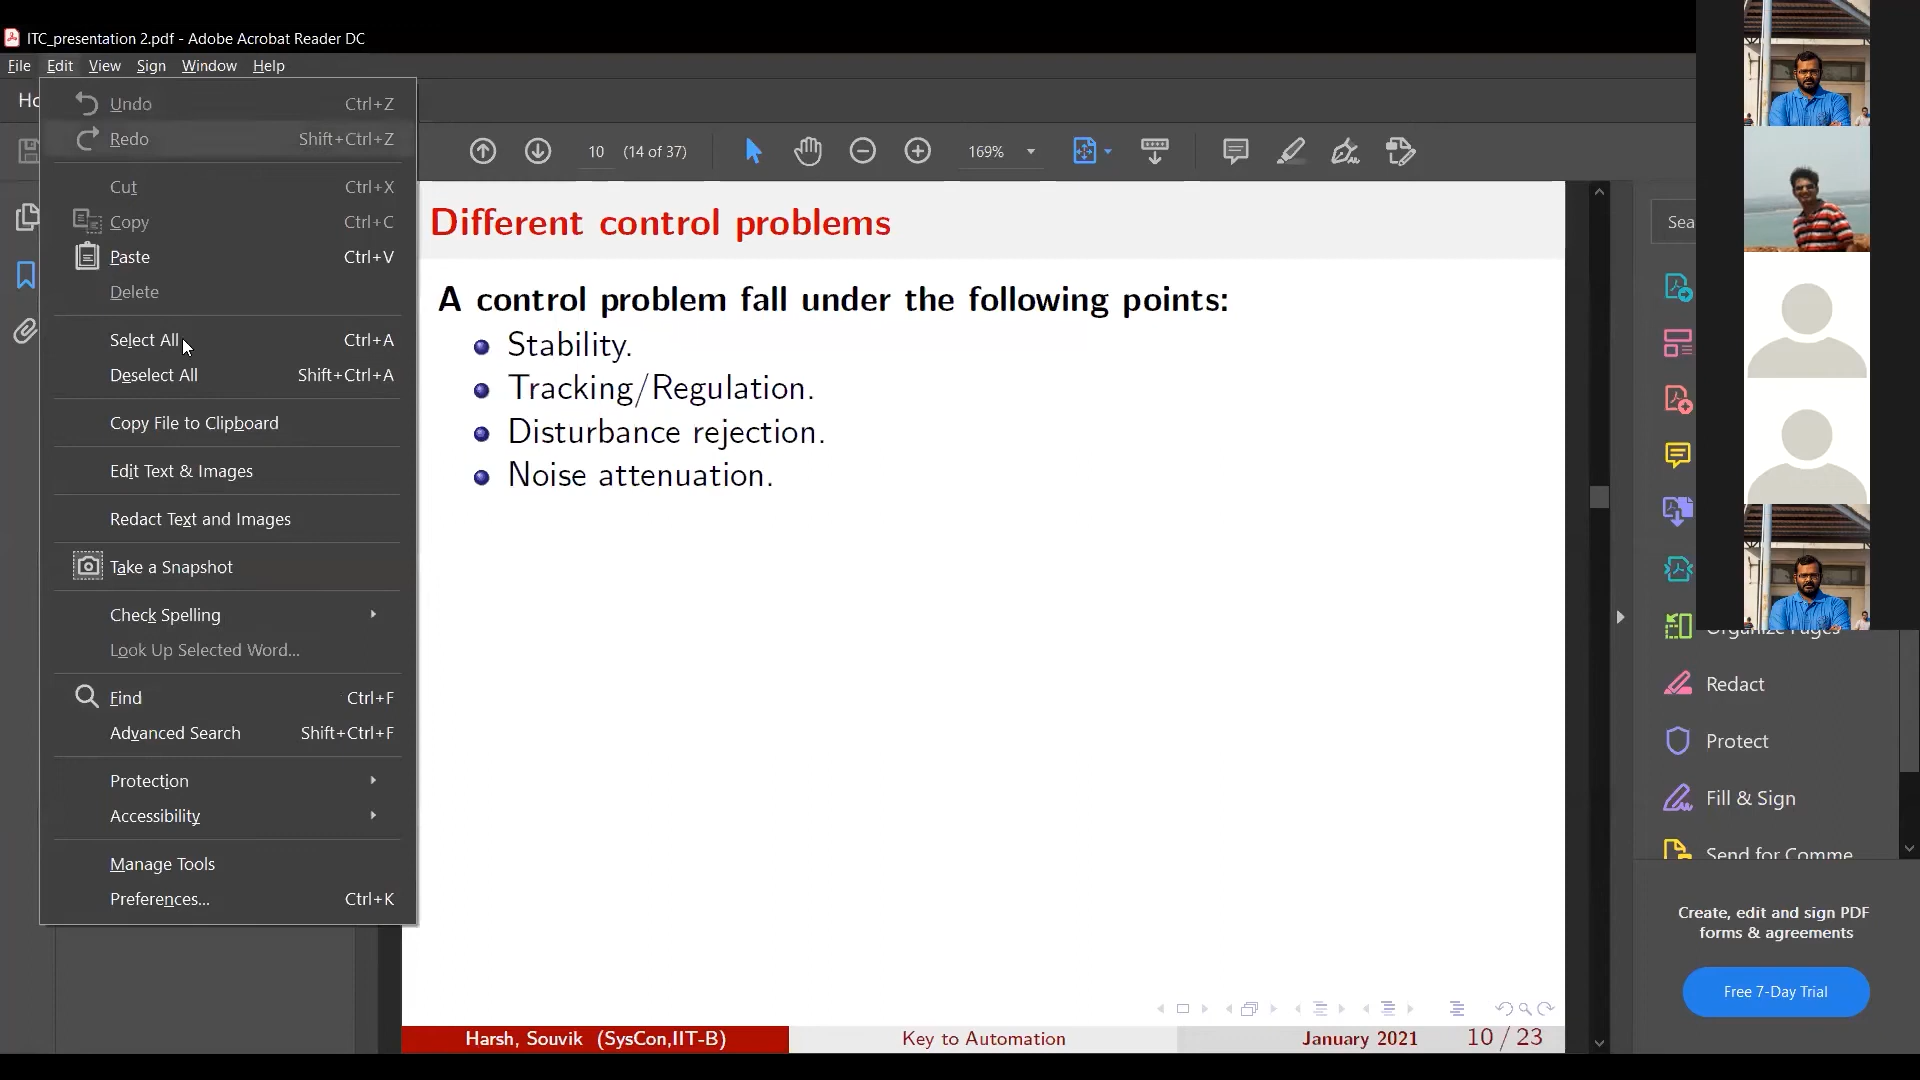 ITC_presentation 2.pdf - Adobe Acrobat Reader DC
File Edit View Sign Window Help
Undo Ctrl+Z
Redo Shift+Ctrl+Z
Cut Ctrl+X
Copy Ctrl+C
Paste Ctrl+V
Delete
Select All Ctrl+A
Deselect All Shift+Ctrl+A
Copy File to Clipboard
Edit Text & Images
Redact Text and Images
Take a Snapshot
Check Spelling
Look Up Selected Word...
Find Ctrl+F
Advanced Search Shift+Ctrl+F
Protection
Accessibility
Manage Tools
Preferences... Ctrl+K
10 (14 of 37) 169%
Different control problems
A control problem fall under the following points:
Stability.
Tracking/Regulation.
Disturbance rejection.
Noise attenuation.
Harsh, Souvik (SysCon,IIT-B) Key to Automation January 2021 10 / 23
Organize Pages
Redact
Protect
Fill & Sign
Send for Comme
Create, edit and sign PDF
forms & agreements
Free 7-Day Trial